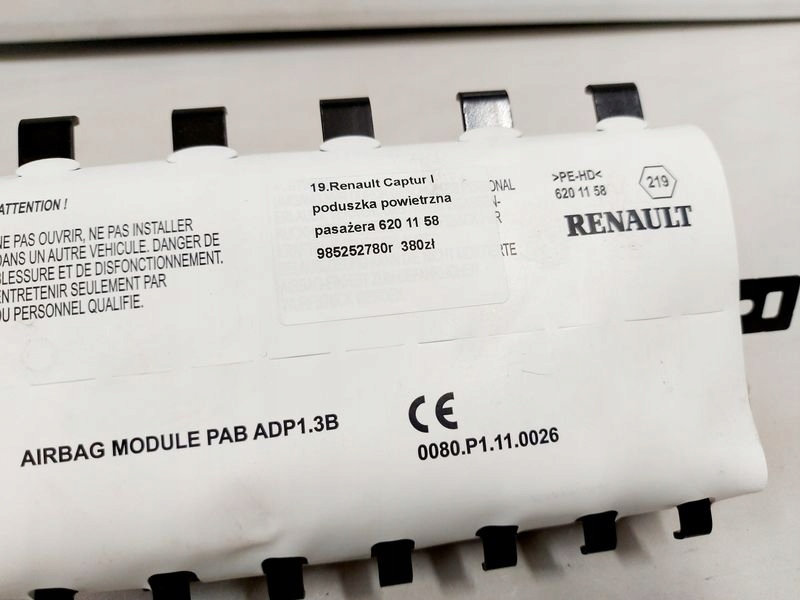 ATTENTION !
NE PAS OUVRIR, NE PAS INSTALLER
DANS UN AUTRE VÉHICULE. DANGER DE
BLESSURE ET DE DISFONCTIONNEMENT.
ENTRETENIR SEULEMENT PAR
DU PERSONNEL QUALIFIE.
19.Renault Captur I
poduszka powietrzna
pasażera 620 11 58
985252780r 380zł
>PE-HD<
620 11 58
219
RENAULT
AIRBAG MODULE PAB ADP1.3B
CE
0080.P1.11.0026